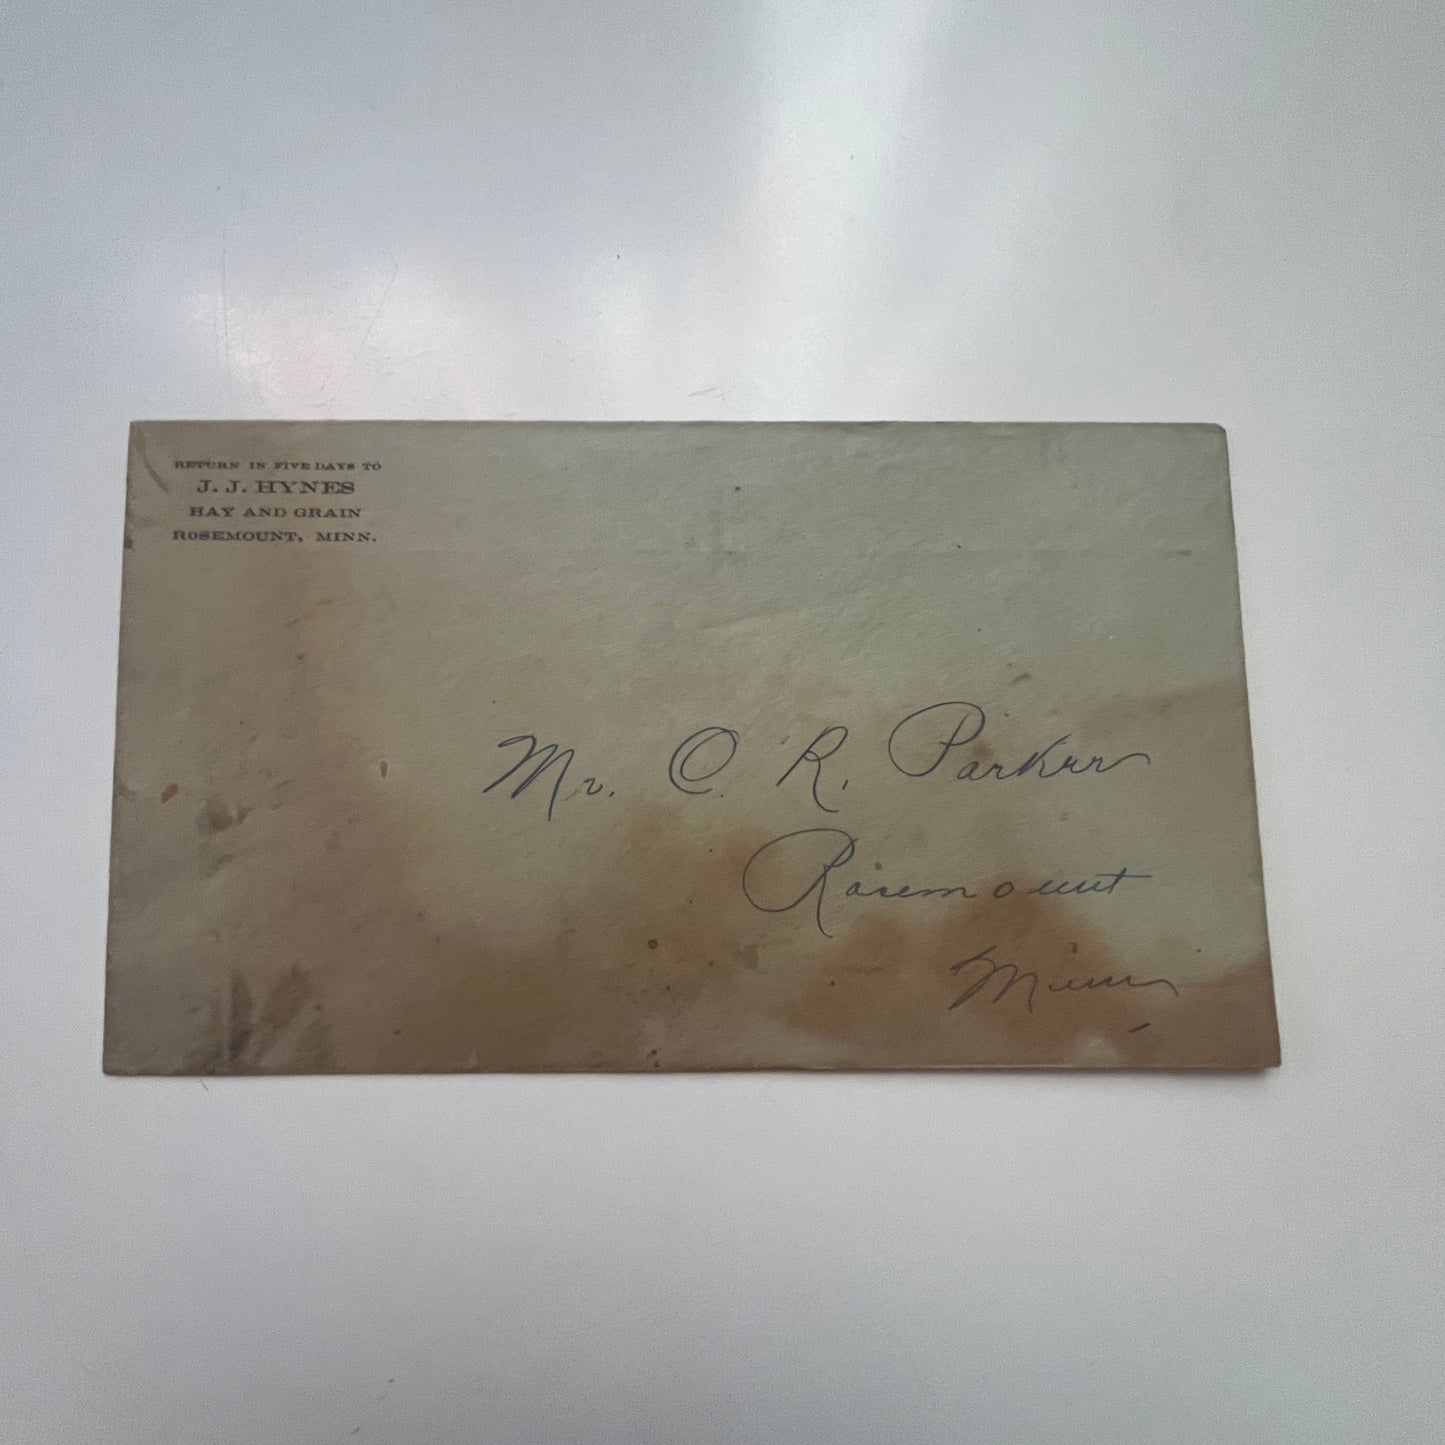 RETURN IN FIVE DAYS TO
J. J. HYNES
HAY AND GRAIN
ROSEMOUNT, MINN.
Mr. C. R. Parker
Rosemount
Minn